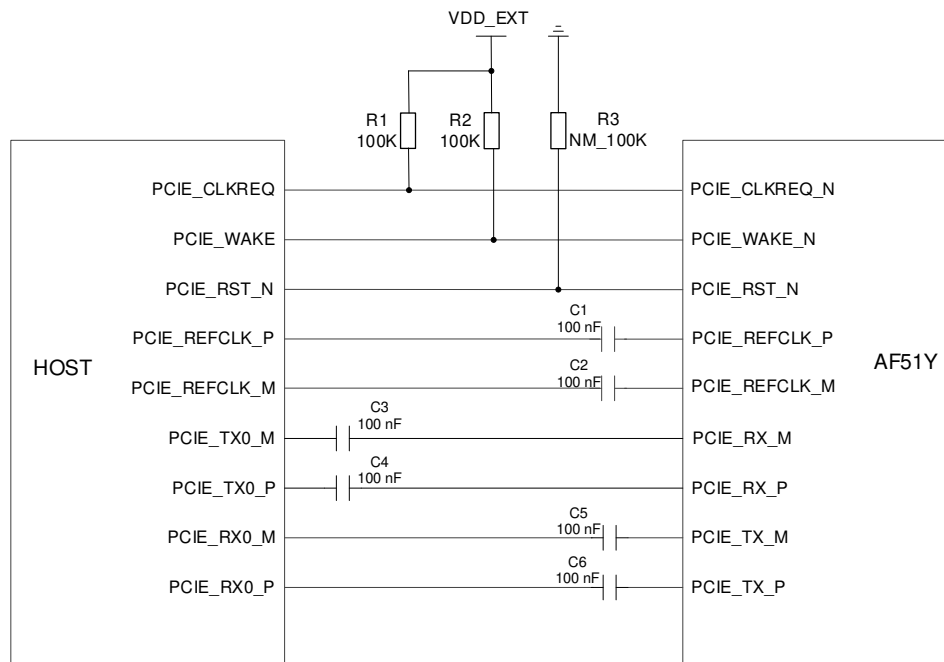 VDD_EXT
R1
100K
R2
100K
R3
NM_100K
PCIE_CLKREQ
PCIE_CLKREQ_N
PCIE_WAKE
PCIE_WAKE_N
PCIE_RST_N
PCIE_RST_N
C1
100 nF
PCIE_REFCLK_P
PCIE_REFCLK_P
HOST
AF51Y
C2
100 nF
PCIE_REFCLK_M
PCIE_REFCLK_M
C3
100 nF
PCIE_TX0_M
PCIE_RX_M
C4
100 nF
PCIE_TX0_P
PCIE_RX_P
C5
100 nF
PCIE_RX0_M
PCIE_TX_M
C6
100 nF
PCIE_RX0_P
PCIE_TX_P